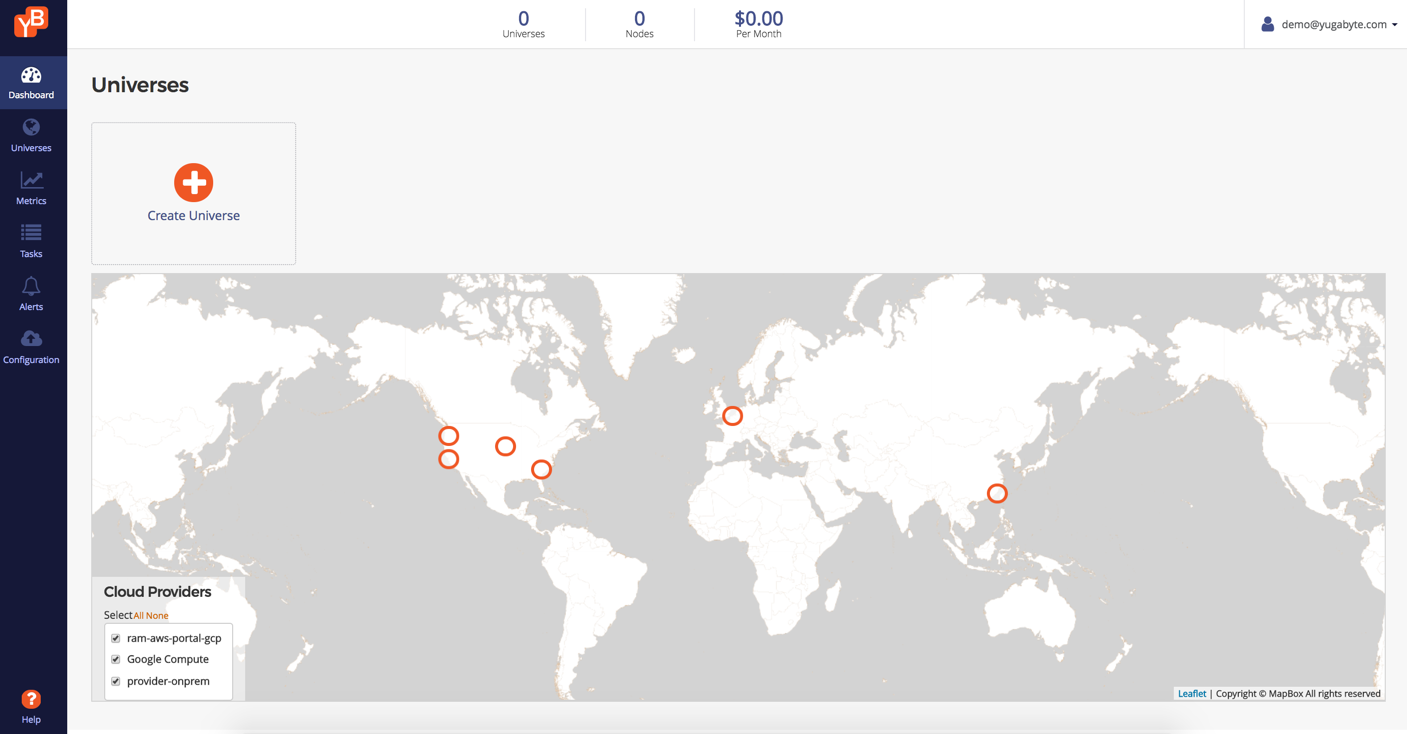 YB
0
Universes
0
Nodes
$0.00
Per Month
demo@yugabyte.com
Dashboard
Universes
Metrics
Tasks
Alerts
Configuration
?
Help
Universes
Create Universe
Cloud Providers
Select All None
ram-aws-portal-gcp
Google Compute
provider-onprem
Leaflet | Copyright © MapBox All rights reserved